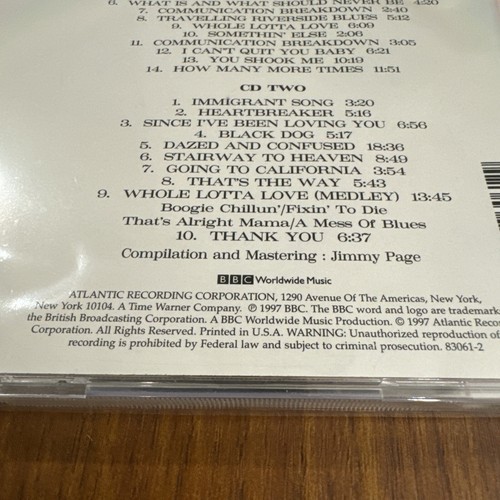 6. WHAT IS AND WHAT SHOULD NEVER BE 4:20
7. COMMUNICATION BREAKDOWN 2:40
8. TRAVELLING RIVERSIDE BLUES 5:12
9. WHOLE LOTTA LOVE 6:09
10. SOMETHIN' ELSE 2:06
11. COMMUNICATION BREAKDOWN 3:05
12. I CAN'T QUIT YOU BABY 6:21
13. YOU SHOOK ME 10:19
14. HOW MANY MORE TIMES 11:51
CD TWO
1. IMMIGRANT SONG 3:20
2. HEARTBREAKER 5:16
3. SINCE I'VE BEEN LOVING YOU 6:56
4. BLACK DOG 5:17
5. DAZED AND CONFUSED 18:36
6. STAIRWAY TO HEAVEN 8:49
7. GOING TO CALIFORNIA 3:54
8. THAT'S THE WAY 5:43
9. WHOLE LOTTA LOVE (MEDLEY) 13:45
Boogie Chillun'/Fixin' To Die
That's Alright Mama/A Mess Of Blues
10. THANK YOU 6:37
Compilation and Mastering : Jimmy Page
BBC Worldwide Music
ATLANTIC RECORDING CORPORATION, 1290 Avenue Of The Americas, New York,
New York 10104. A Time Warner Company. ℗ 1997 BBC. The BBC word and logo are trademark
the British Broadcasting Corporation. A BBC Worldwide Music Production. © 1997 Atlantic Recor
Corporation. All Rights Reserved. Printed in U.S.A. WARNING: Unauthorized reproduction of
recording is prohibited by Federal law and subject to criminal prosecution. 83061-2